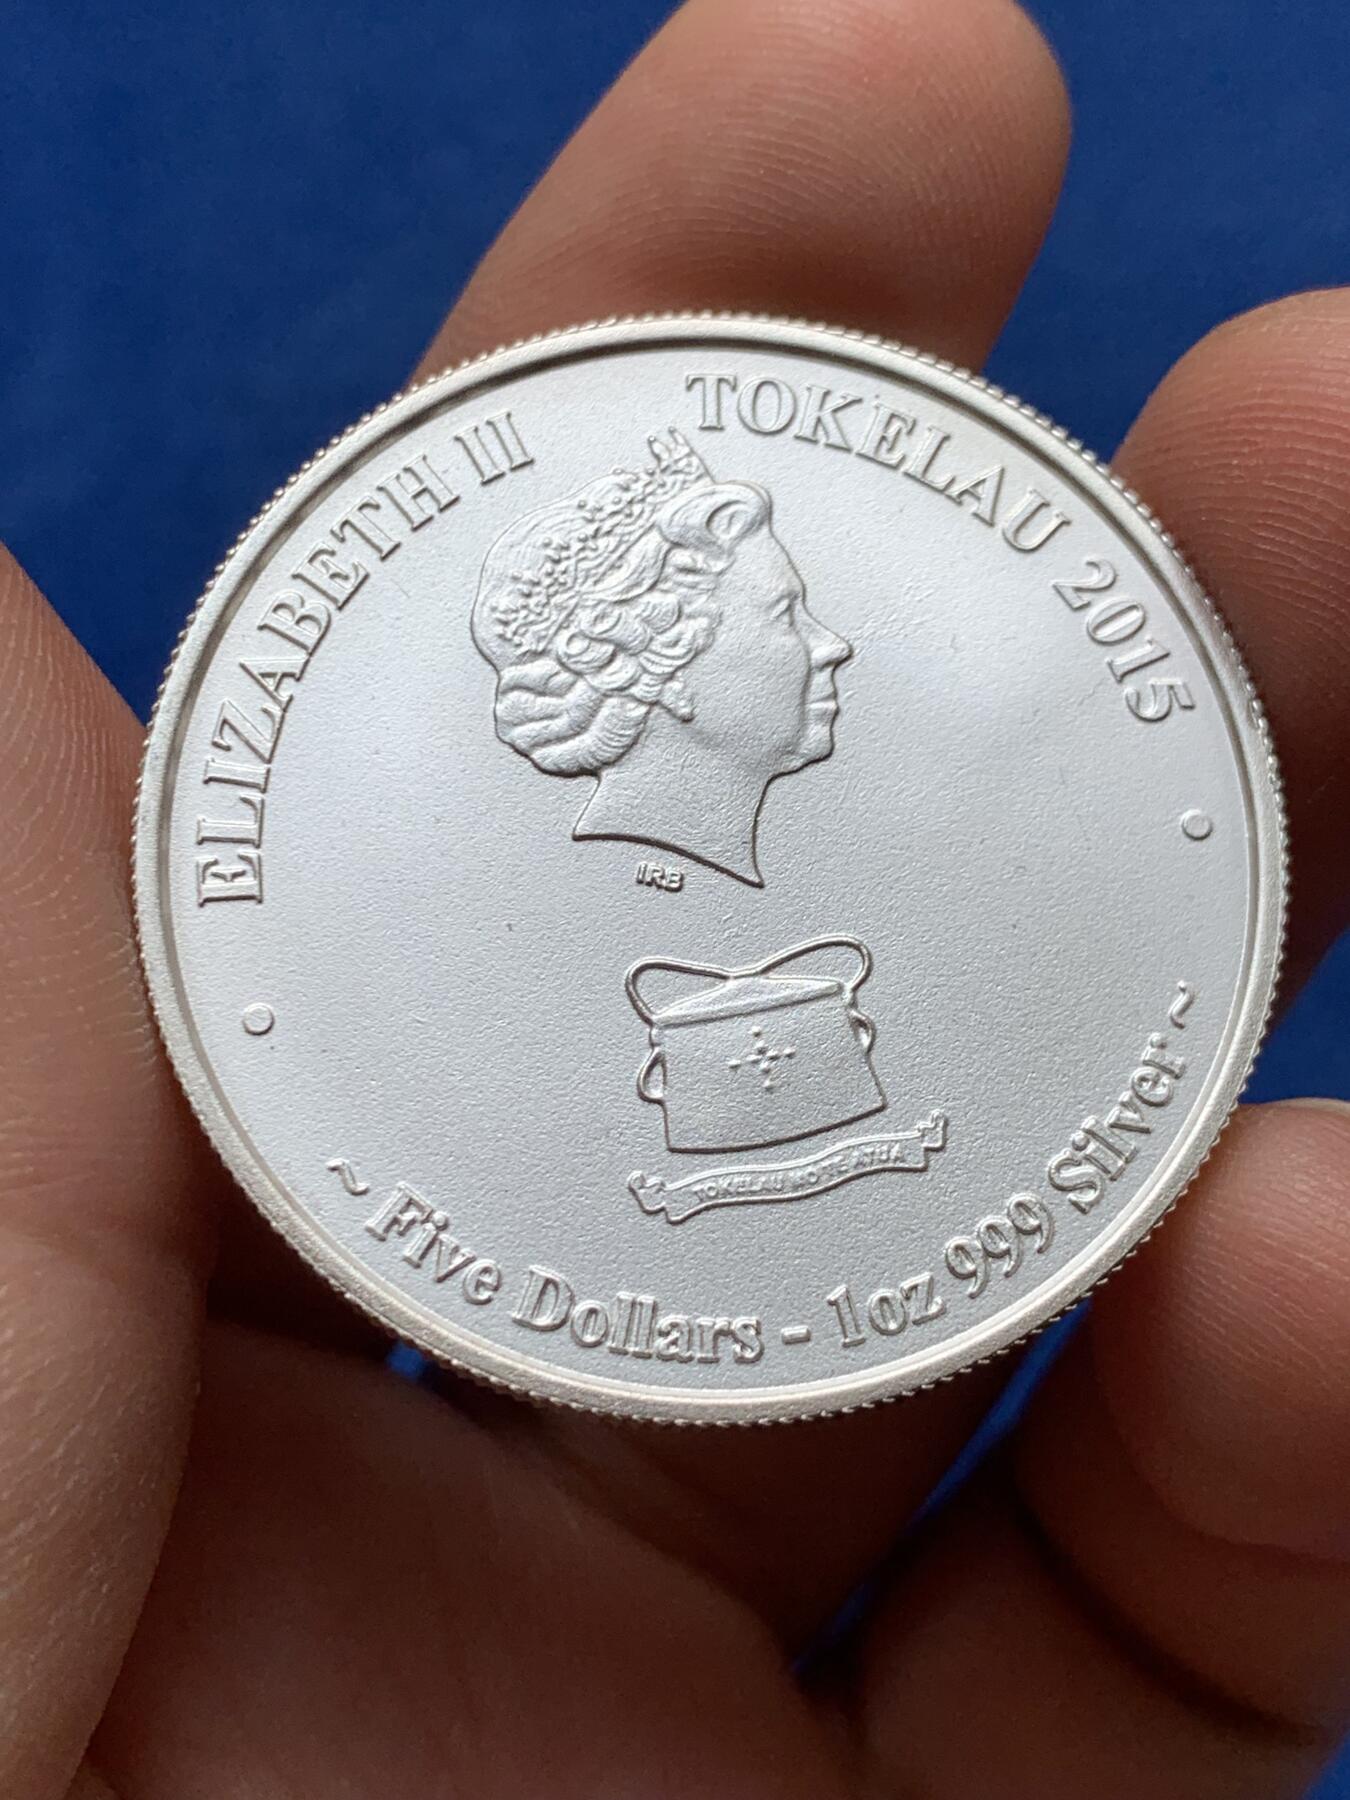 ELIZABETH II
TOKELAU 2015
IRB
TOKELAU MO TE ATUA
~ Five Dollars - 1oz 999 Silver ~